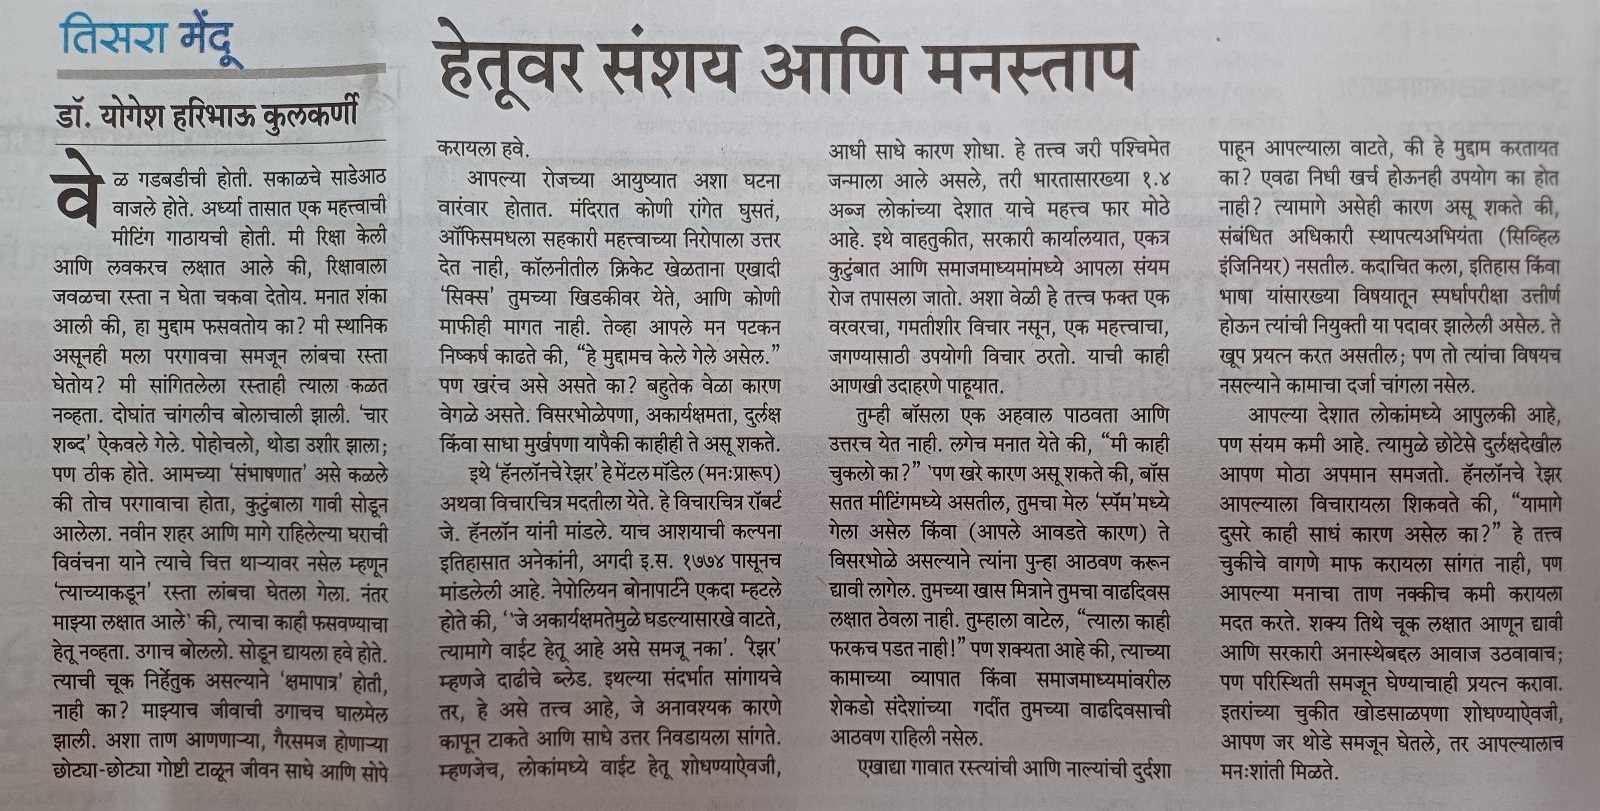 तिसरा मेंदू
डॉ. योगेश हरिभाऊ कुलकर्णी
हेतूवर संशय आणि मनस्ताप
वेळ गडबडीची होती. सकाळचे साडेआठ
वाजले होते. अर्ध्या तासात एक महत्त्वाची
मीटिंग गाठायची होती. मी रिक्षा केली
आणि लवकरच लक्षात आले की, रिक्षावाला
जवळचा रस्ता न घेता चकवा देतोय. मनात शंका
आली की, हा मुद्दाम फसवतोय का? मी स्थानिक
असूनही मला परगावचा समजून लांबचा रस्ता
घेतोय? मी सांगितलेला रस्ताही त्याला कळत
नव्हता. दोघांत चांगलीच बोलाचाली झाली. ‘चार
शब्द’ ऐकवले गेले. पोहोचलो, थोडा उशीर झाला;
पण ठीक होते. आमच्या ‘संभाषणात’ असे कळले
की तोच परगावाचा होता, कुटुंबाला गावी सोडून
आलेला. नवीन शहर आणि मागे राहिलेल्या घराची
विवंचना याने त्याचे चित्त थाऱ्यावर नसेल म्हणून
‘त्याच्याकडून’ रस्ता लांबचा घेतला गेला. नंतर
माझ्या लक्षात आले' की, त्याचा काही फसवण्याचा
हेतू नव्हता. उगाच बोललो. सोडून द्यायला हवे होते.
त्याची चूक निर्हेतुक असल्याने ‘क्षमापात्र’ होती,
नाही का? माझ्याच जीवाची उगाचच घालमेल
झाली. अशा ताण आणणाऱ्या, गैरसमज होणाऱ्या
छोट्या-छोट्या गोष्टी टाळून जीवन साधे आणि सोपे
करायला हवे.
आपल्या रोजच्या आयुष्यात अशा घटना
वारंवार होतात. मंदिरात कोणी रांगेत घुसतं,
ऑफिसमधला सहकारी महत्त्वाच्या निरोपाला उत्तर
देत नाही, कॉलनीतील क्रिकेट खेळताना एखादी
‘सिक्स’ तुमच्या खिडकीवर येते, आणि कोणी
माफीही मागत नाही. तेव्हा आपले मन पटकन
निष्कर्ष काढते की, “हे मुद्दामच केले गेले असेल.”
पण खरंच असे असते का? बहुतेक वेळा कारण
वेगळे असते. विसरभोळेपणा, अकार्यक्षमता, दुर्लक्ष
किंवा साधा मुर्खपणा यापैकी काहीही ते असू शकते.
इथे ‘हॅनलॉनचे रेझर’ हे मेंटल मॉडेल (मनःप्रारूप)
अथवा विचारचित्र मदतीला येते. हे विचारचित्र रॉबर्ट
जे. हॅनलॉन यांनी मांडले. याच आशयाची कल्पना
इतिहासात अनेकांनी, अगदी इ.स. १७७४ पासूनच
मांडलेली आहे. नेपोलियन बोनापार्टने एकदा म्हटले
होते की, ‘‘जे अकार्यक्षमतेमुळे घडल्यासारखे वाटते,
त्यामागे वाईट हेतू आहे असे समजू नका’. ‘रेझर’
म्हणजे दाढीचे ब्लेड. इथल्या संदर्भात सांगायचे
तर, हे असे तत्त्व आहे, जे अनावश्यक कारणे
कापून टाकते आणि साधे उत्तर निवडायला सांगते.
म्हणजेच, लोकांमध्ये वाईट हेतू शोधण्याऐवजी,
आधी साधे कारण शोधा. हे तत्त्व जरी पश्चिमेत
जन्माला आले असले, तरी भारतासारख्या १.४
अब्ज लोकांच्या देशात याचे महत्त्व फार मोठे
आहे. इथे वाहतुकीत, सरकारी कार्यालयात, एकत्र
कुटुंबात आणि समाजमाध्यमांमध्ये आपला संयम
रोज तपासला जातो. अशा वेळी हे तत्त्व फक्त एक
वरवरचा, गमतीशीर विचार नसून, एक महत्त्वाचा,
जगण्यासाठी उपयोगी विचार ठरतो. याची काही
आणखी उदाहरणे पाहूयात.
तुम्ही बॉसला एक अहवाल पाठवता आणि
उत्तरच येत नाही. लगेच मनात येते की, “मी काही
चुकलो का?” 'पण खरे कारण असू शकते की, बॉस
सतत मीटिंगमध्ये असतील, तुमचा मेल ‘स्पॅम’मध्ये
गेला असेल किंवा (आपले आवडते कारण) ते
विसरभोळे असल्याने त्यांना पुन्हा आठवण करून
द्यावी लागेल. तुमच्या खास मित्राने तुमचा वाढदिवस
लक्षात ठेवला नाही. तुम्हाला वाटेल, “त्याला काही
फरकच पडत नाही!” पण शक्यता आहे की, त्याच्या
कामाच्या व्यापात किंवा समाजमाध्यमांवरील
शेकडो संदेशांच्या गर्दीत तुमच्या वाढदिवसाची
आठवण राहिली नसेल.
एखाद्या गावात रस्त्यांची आणि नाल्यांची दुर्दशा
पाहून आपल्याला वाटते, की हे मुद्दाम करतायत
का? एवढा निधी खर्च होऊनही उपयोग का होत
नाही? त्यामागे असेही कारण असू शकते की,
संबंधित अधिकारी स्थापत्यअभियंता (सिव्हिल
इंजिनियर) नसतील. कदाचित कला, इतिहास किंवा
भाषा यांसारख्या विषयातून स्पर्धापरीक्षा उत्तीर्ण
होऊन त्यांची नियुक्ती या पदावर झालेली असेल. ते
खूप प्रयत्न करत असतील; पण तो त्यांचा विषयच
नसल्याने कामाचा दर्जा चांगला नसेल.
आपल्या देशात लोकांमध्ये आपुलकी आहे,
पण संयम कमी आहे. त्यामुळे छोटेसे दुर्लक्षदेखील
आपण मोठा अपमान समजतो. हॅनलॉनचे रेझर
आपल्याला विचारायला शिकवते की, “यामागे
दुसरे काही साधं कारण असेल का?” हे तत्त्व
चुकीचे वागणे माफ करायला सांगत नाही, पण
आपल्या मनाचा ताण नक्कीच कमी करायला
मदत करते. शक्य तिथे चूक लक्षात आणून द्यावी
आणि सरकारी अनास्थेबद्दल आवाज उठवावाच;
पण परिस्थिती समजून घेण्याचाही प्रयत्न करावा.
इतरांच्या चुकीत खोडसाळपणा शोधण्याऐवजी,
आपण जर थोडे समजून घेतले, तर आपल्यालाच
मनःशांती मिळते.